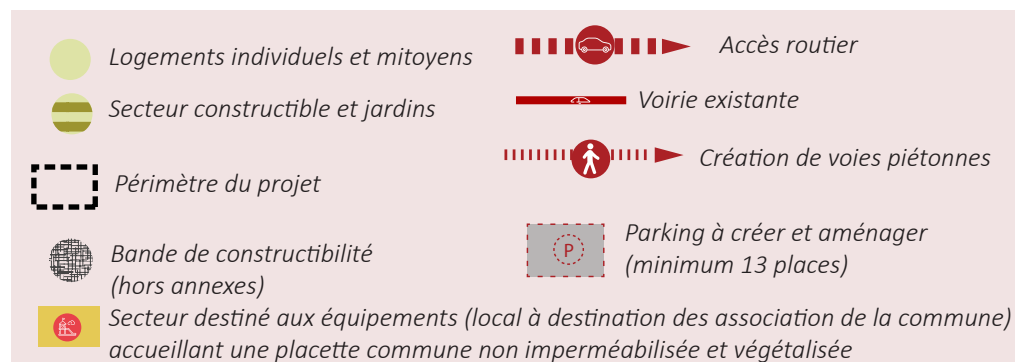 Logements individuels et mitoyens
Secteur constructible et jardins
Périmètre du projet
Bande de constructibilité
(hors annexes)
Accès routier
Voirie existante
Création de voies piétonnes
P
Parking à créer et aménager
(minimum 13 places)
Secteur destiné aux équipements (local à destination des association de la commune)
accueillant une placette commune non imperméabilisée et végétalisée